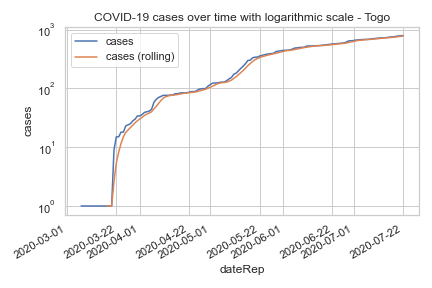 COVID-19 cases over time with logarithmic scale - Togo
cases
cases (rolling)
10³
10²
10¹
10⁰
cases
2020-03-01
2020-03-22
2020-04-01
2020-04-22
2020-05-01
2020-05-22
2020-06-01
2020-06-22
2020-07-01
2020-07-22
dateRep